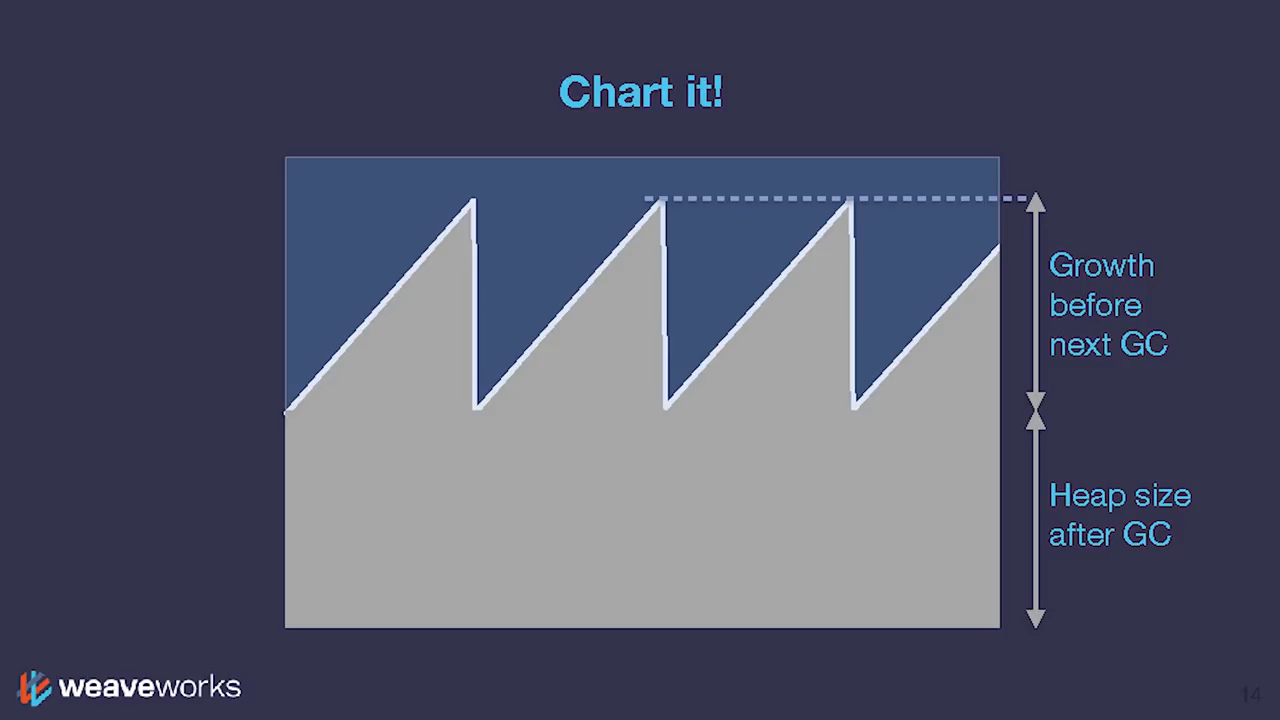 Chart it!
Growth
before
next GC
Heap size
after GC
weaveworks
14